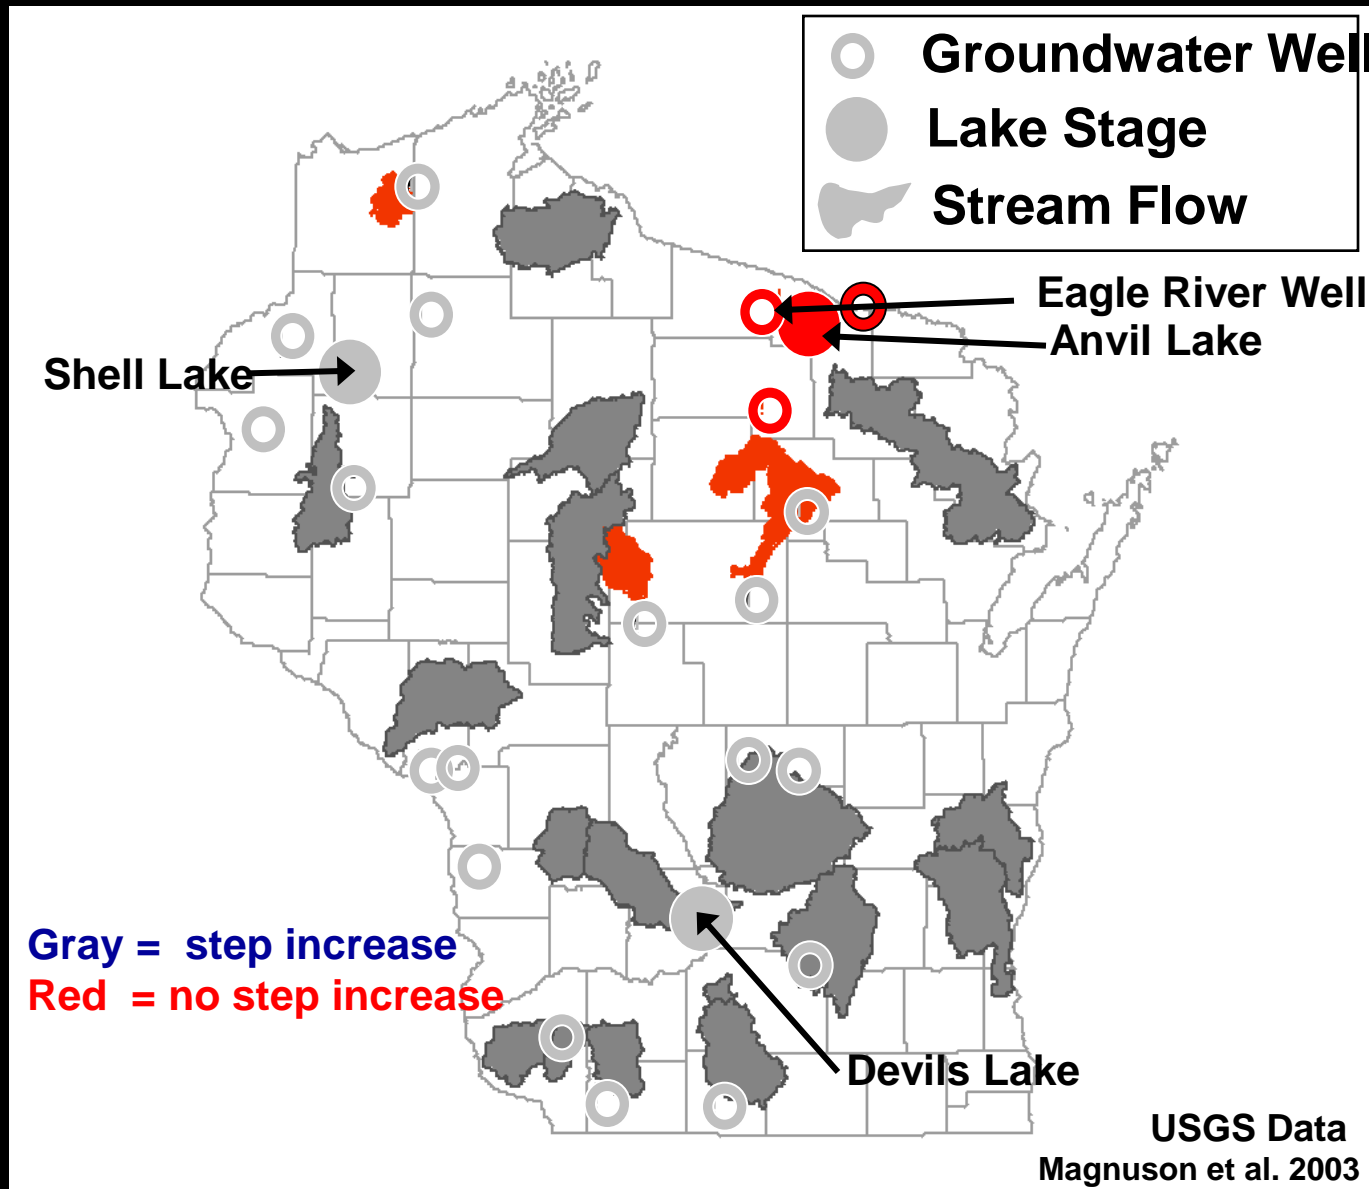 Groundwater Well
Lake Stage
Stream Flow
Eagle River Well
Anvil Lake
Shell Lake
Gray = step increase
Red = no step increase
Devils Lake
USGS Data
Magnuson et al. 2003